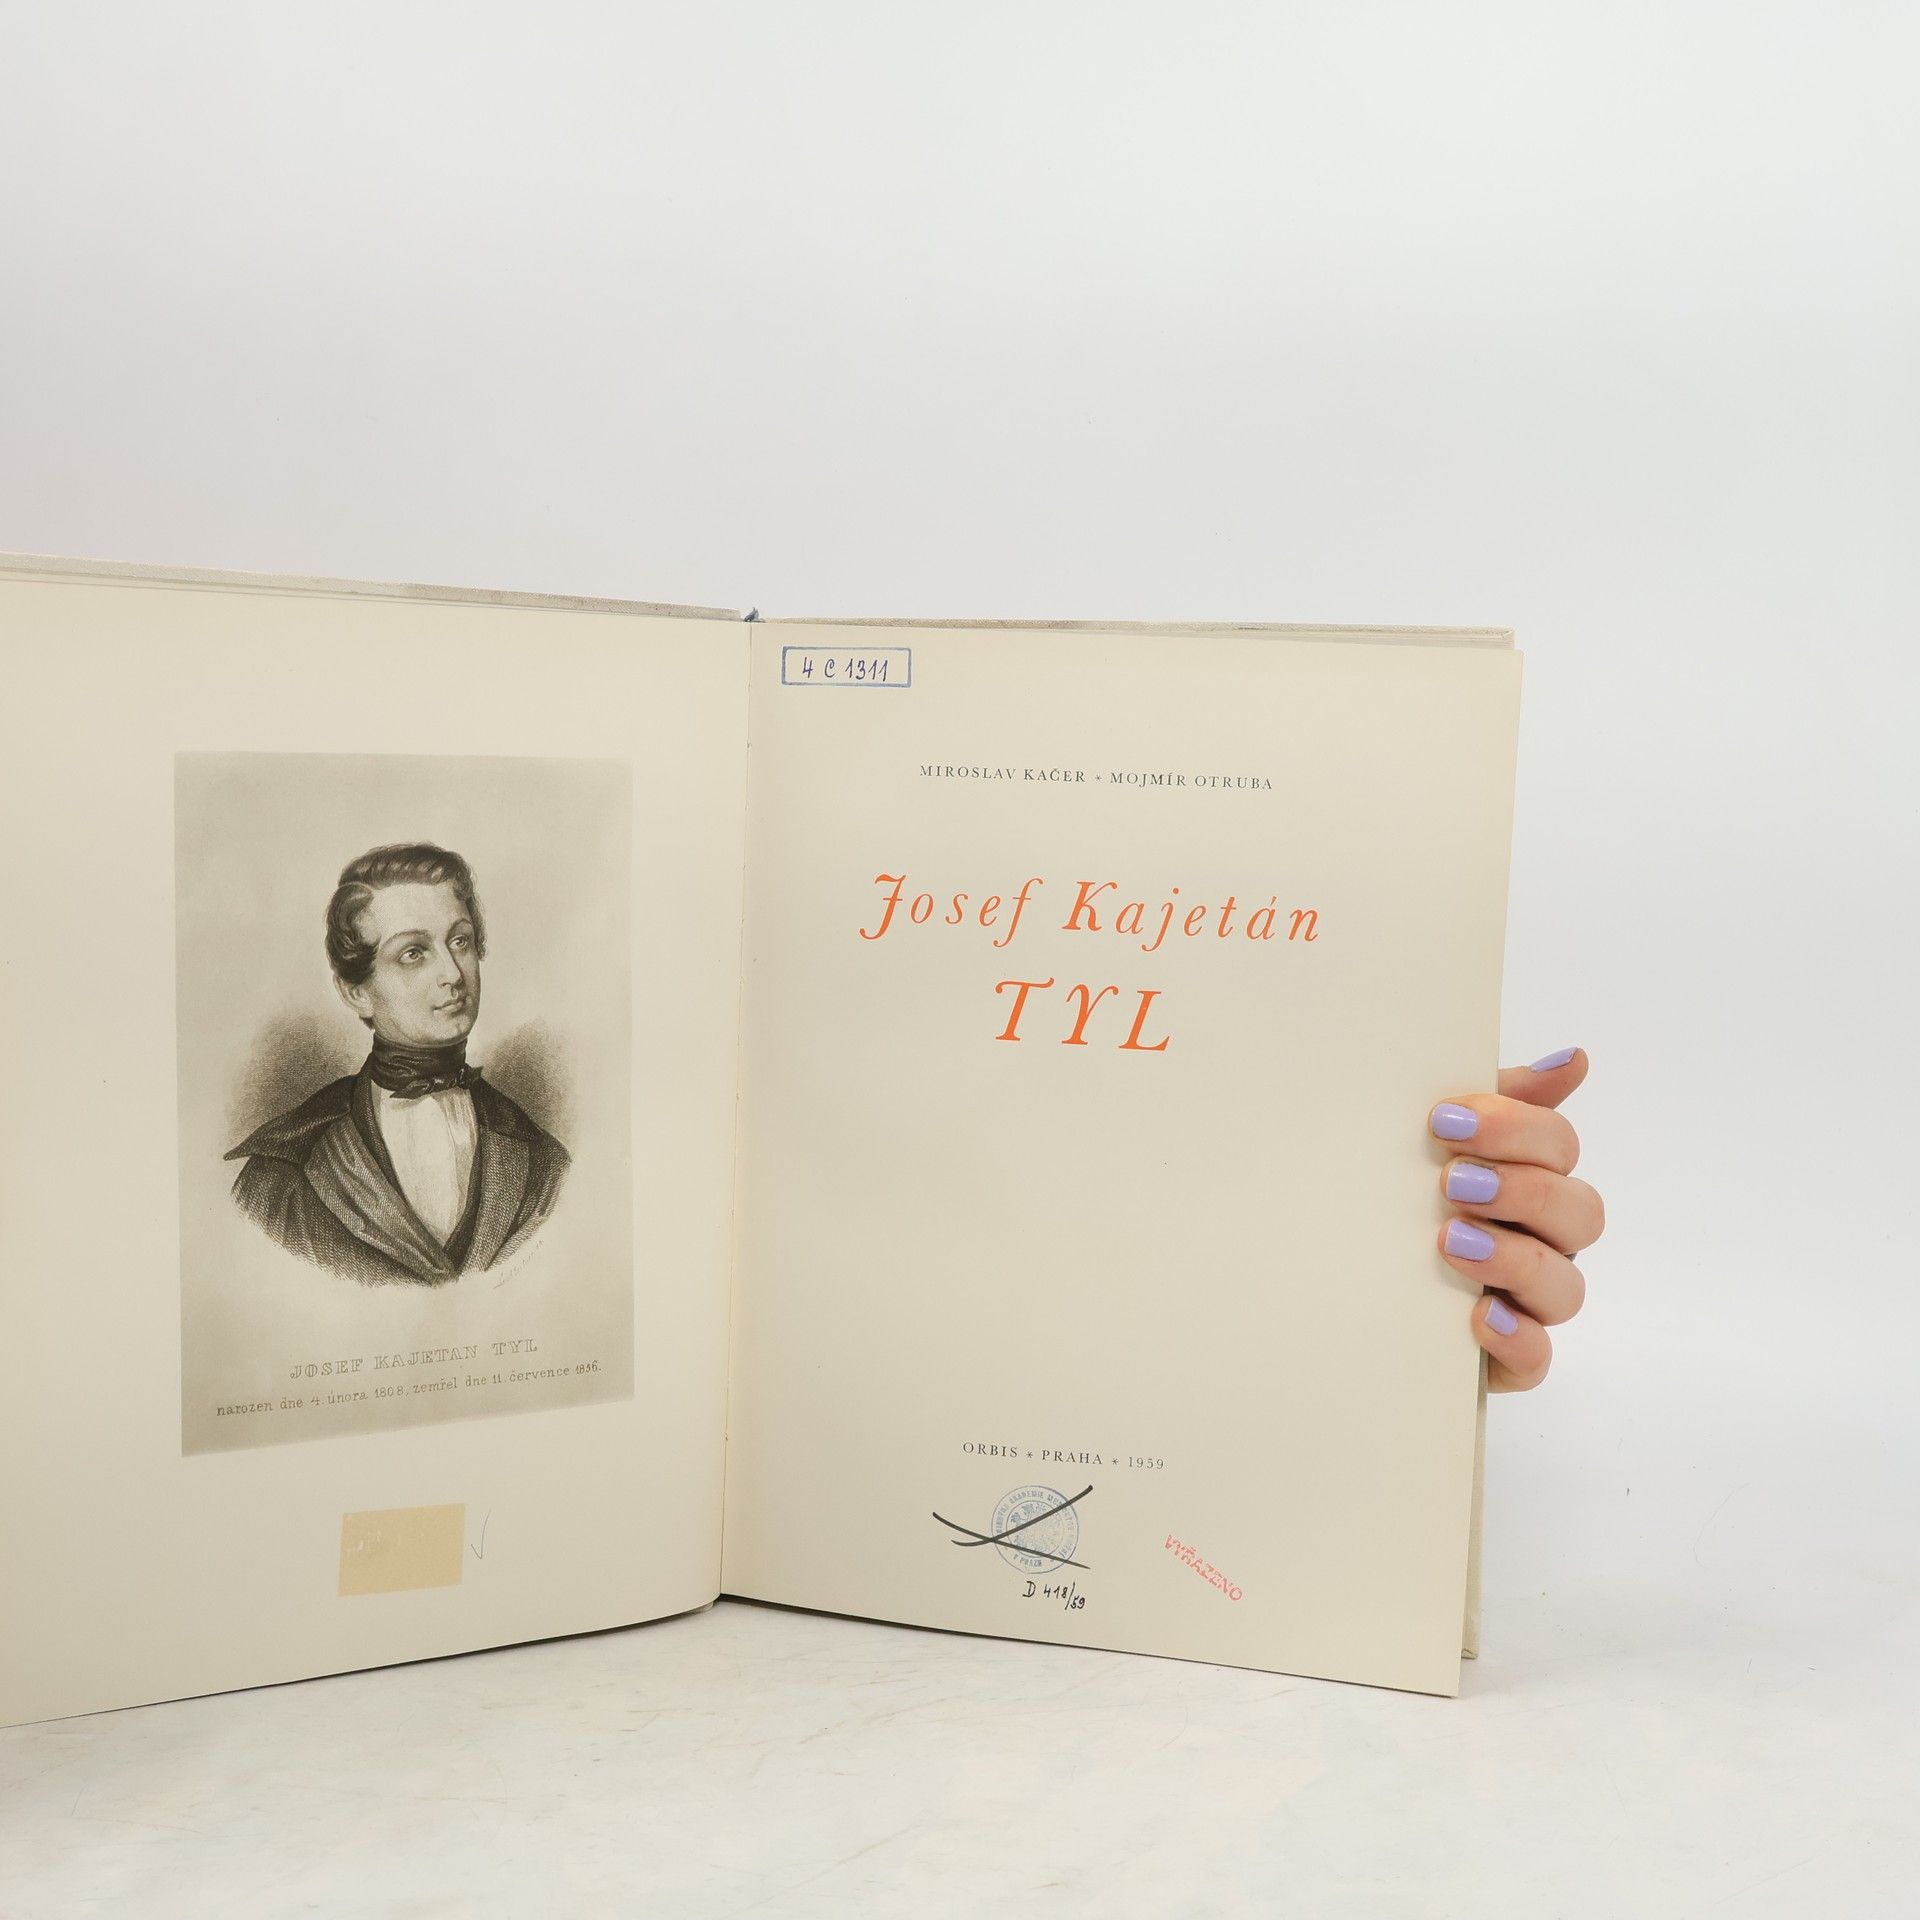 JOSEF KAJETAN TYL
narozen dne 4. února 1808, zemřel dne 11. července 1856.
4 C 1311
MIROSLAV KAČER * MOJMÍR OTRUBA
Josef Kajetán
TYL
ORBIS * PRAHA * 1959
V PRAZE
D 418/59
VYŘAZENO